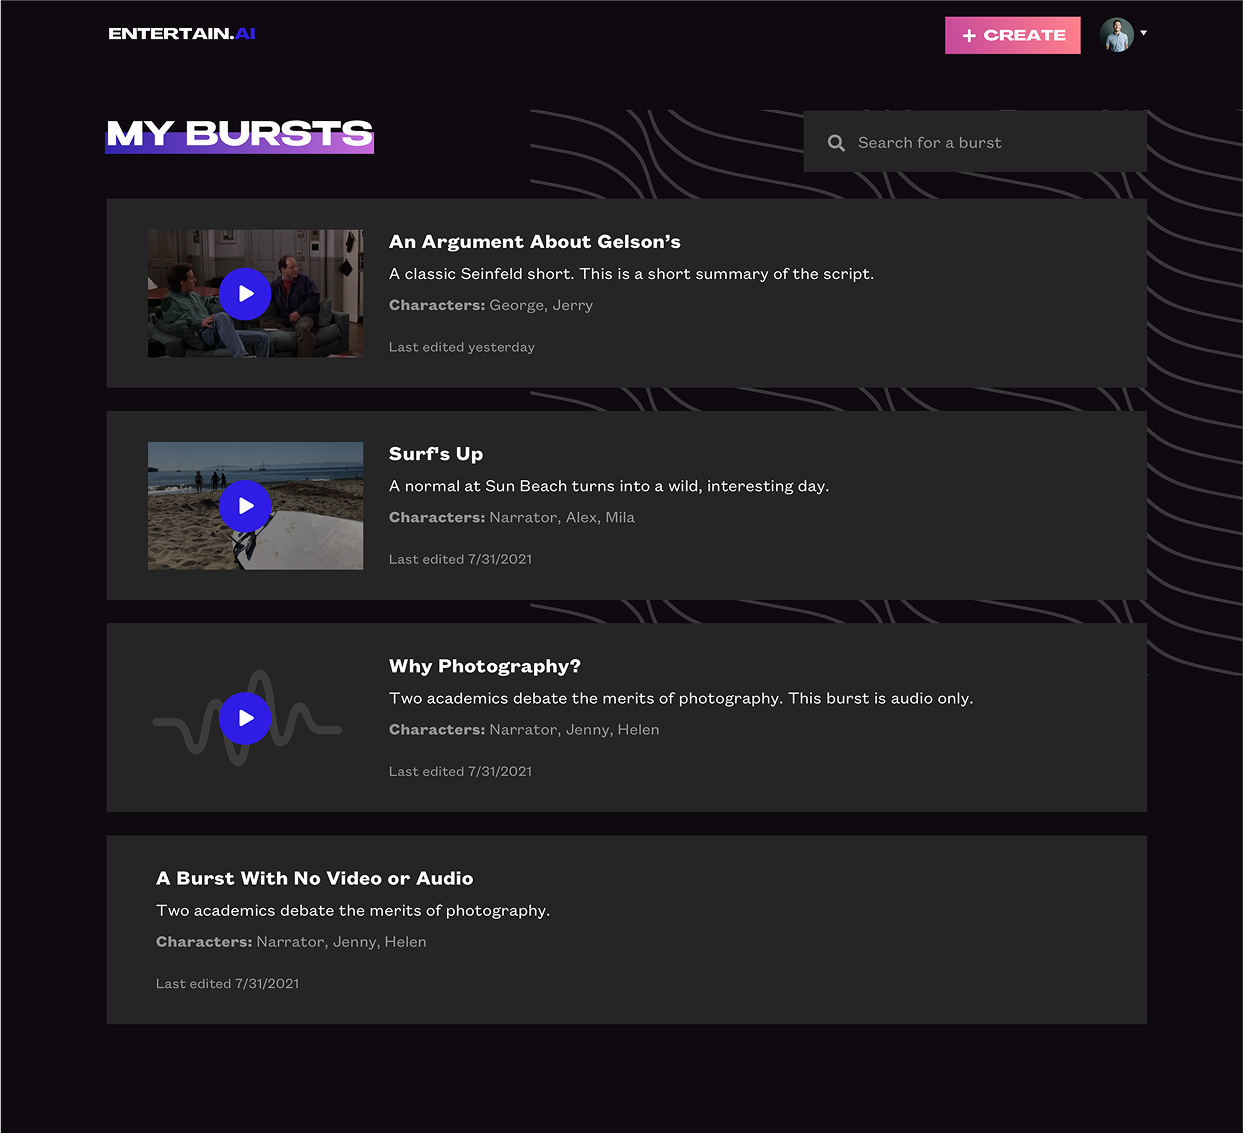 ENTERTAIN.AI
+ CREATE
MY BURSTS
Search for a burst
An Argument About Gelson’s
A classic Seinfeld short. This is a short summary of the script.
Characters: George, Jerry
Last edited yesterday
Surf's Up
A normal at Sun Beach turns into a wild, interesting day.
Characters: Narrator, Alex, Mila
Last edited 7/31/2021
Why Photography?
Two academics debate the merits of photography. This burst is audio only.
Characters: Narrator, Jenny, Helen
Last edited 7/31/2021
A Burst With No Video or Audio
Two academics debate the merits of photography.
Characters: Narrator, Jenny, Helen
Last edited 7/31/2021